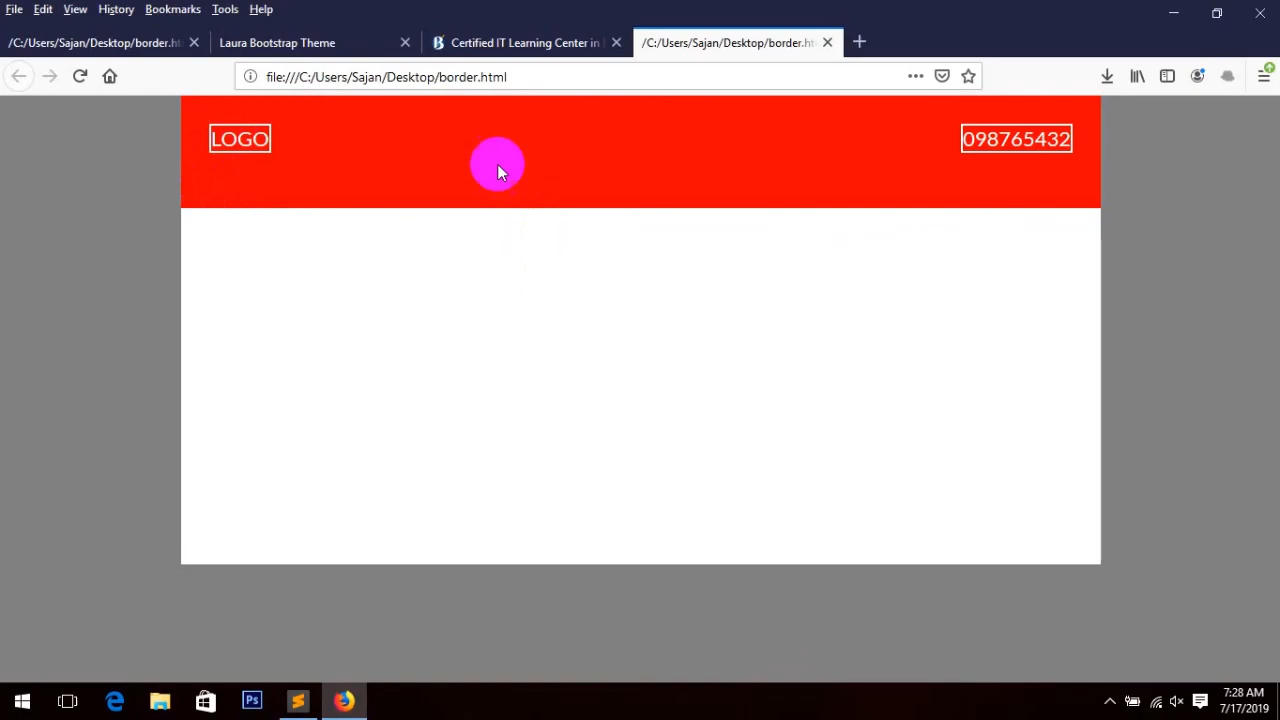 File Edit View History Bookmarks Tools Help
/C:/Users/Sajan/Desktop/border.ht
Laura Bootstrap Theme
Certified IT Learning Center in
/C:/Users/Sajan/Desktop/border.ht
file:///C:/Users/Sajan/Desktop/border.html
LOGO
098765432
Ps
7:28 AM
7/17/2019